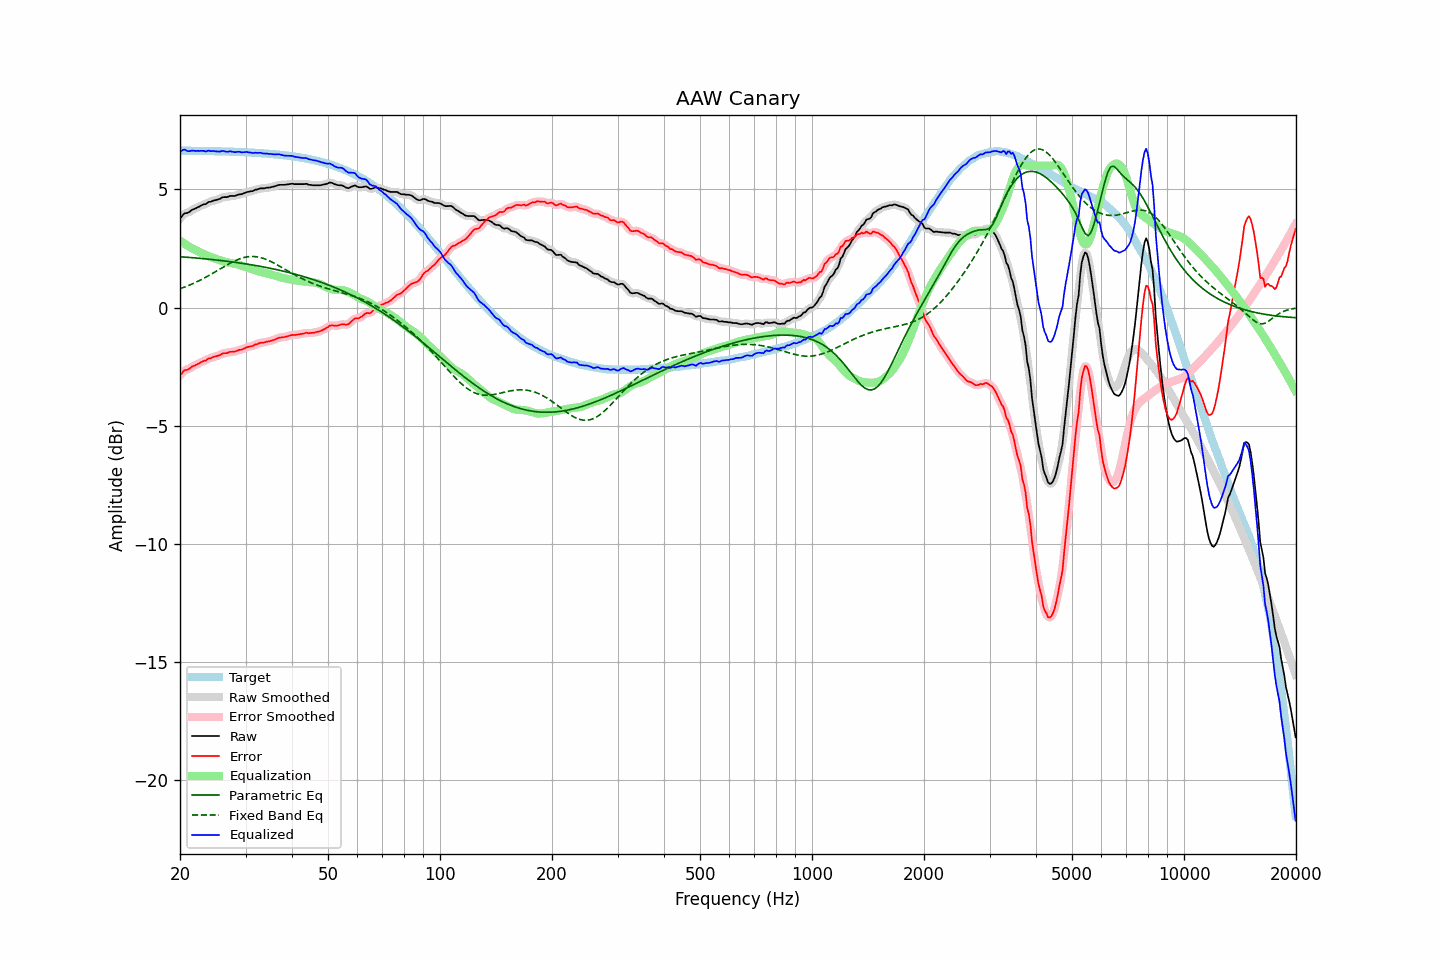 AAW Canary
Amplitude (dBr)
5
0
−5
−10
−15
−20
Target
Raw Smoothed
Error Smoothed
Raw
Error
Equalization
Parametric Eq
Fixed Band Eq
Equalized
20 50 100 200 500 1000 2000 5000 10000 20000
Frequency (Hz)